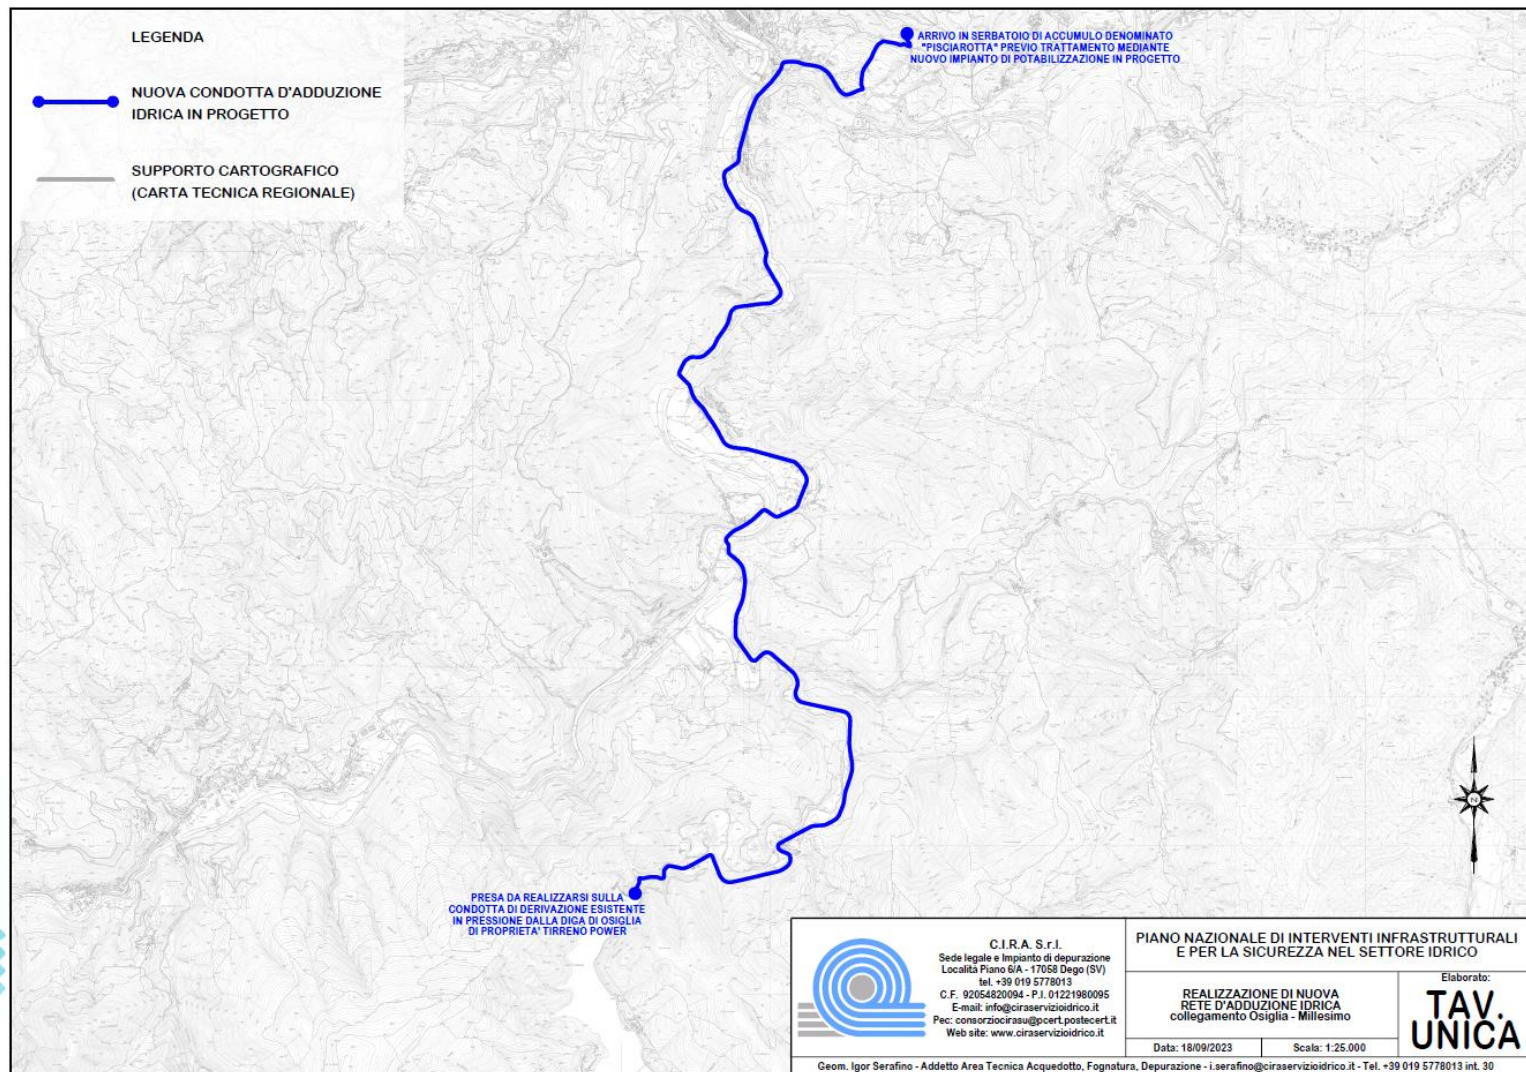 LEGENDA
NUOVA CONDOTTA D'ADDUZIONE
IDRICA IN PROGETTO
SUPPORTO CARTOGRAFICO
(CARTA TECNICA REGIONALE)
ARRIVO IN SERBATOIO DI ACCUMULO DENOMINATO
"PISCIAROTTA" PREVIO TRATTAMENTO MEDIANTE
NUOVO IMPIANTO DI POTABILIZZAZIONE IN PROGETTO
PRESA DA REALIZZARSI SULLA
CONDOTTA DI DERIVAZIONE ESISTENTE
IN PRESSIONE DALLA DIGA DI OSIGLIA
DI PROPRIETA' TIRRENO POWER
N
C.I.R.A. S.r.l.
Sede legale e Impianto di depurazione
Località Piano 6/A - 17058 Dego (SV)
tel. +39 019 5778013
C.F. 92054820094 - P.I. 01221980095
E-mail: info@ciraservizioidrico.it
Pec: consorziocirasu@pcert.postecert.it
Web site: www.ciraservizioidrico.it
PIANO NAZIONALE DI INTERVENTI INFRASTRUTTURALI
E PER LA SICUREZZA NEL SETTORE IDRICO
REALIZZAZIONE DI NUOVA
RETE D'ADDUZIONE IDRICA
collegamento Osiglia - Millesimo
Elaborato:
TAV.
UNICA
Data: 18/09/2023
Scala: 1:25.000
Geom. Igor Serafino - Addetto Area Tecnica Acquedotto, Fognatura, Depurazione - i.serafino@ciraservizioidrico.it - Tel. +39 019 5778013 int. 30